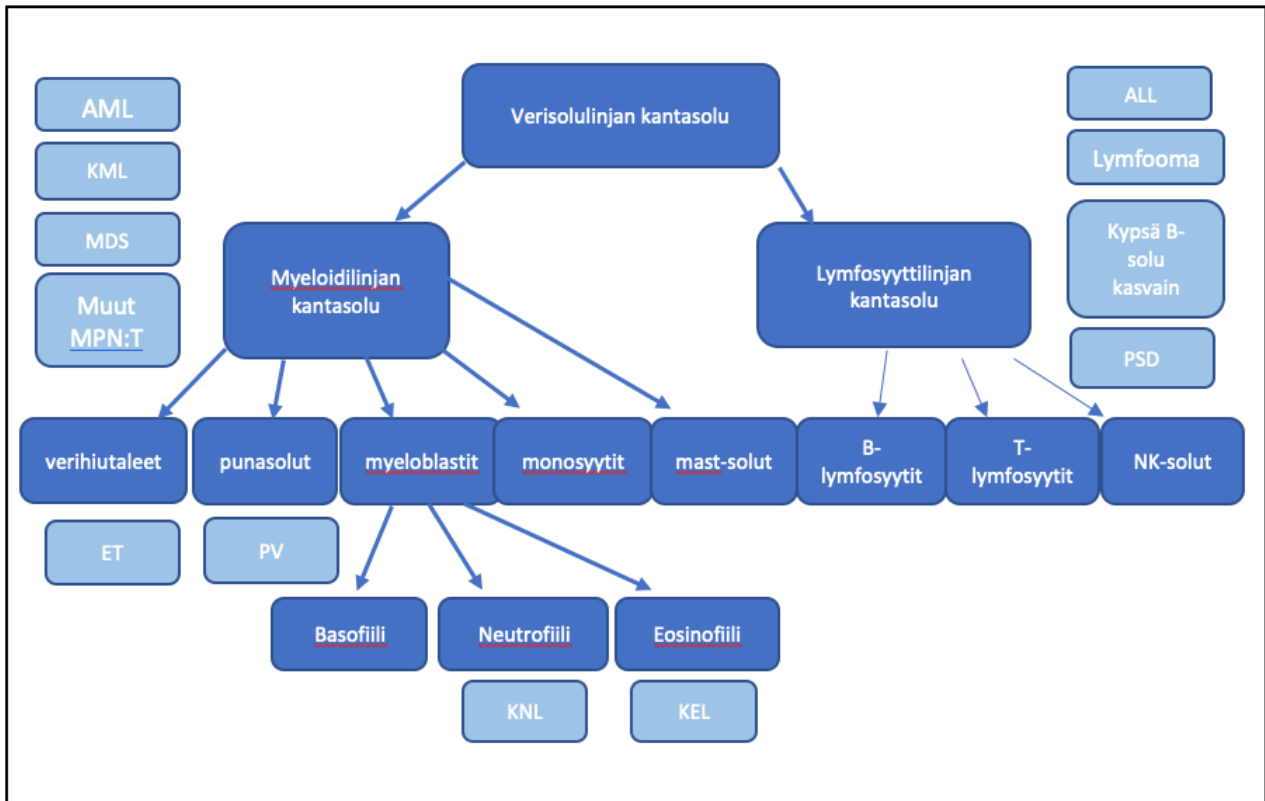 AML
KML
MDS
Muut
MPN:T
Verisolulinjan kantasolu
ALL
Lymfooma
Kypsä B-
solu
kasvain
PSD
Myeloidilinjan
kantasolu
Lymfosyyttilinjan
kantasolu
verihiutaleet
punasolut
myeloblastit
monosyytit
mast-solut
B-
lymfosyytit
T-
lymfosyytit
NK-solut
ET
PV
Basofiili
Neutrofiili
Eosinofiili
KNL
KEL